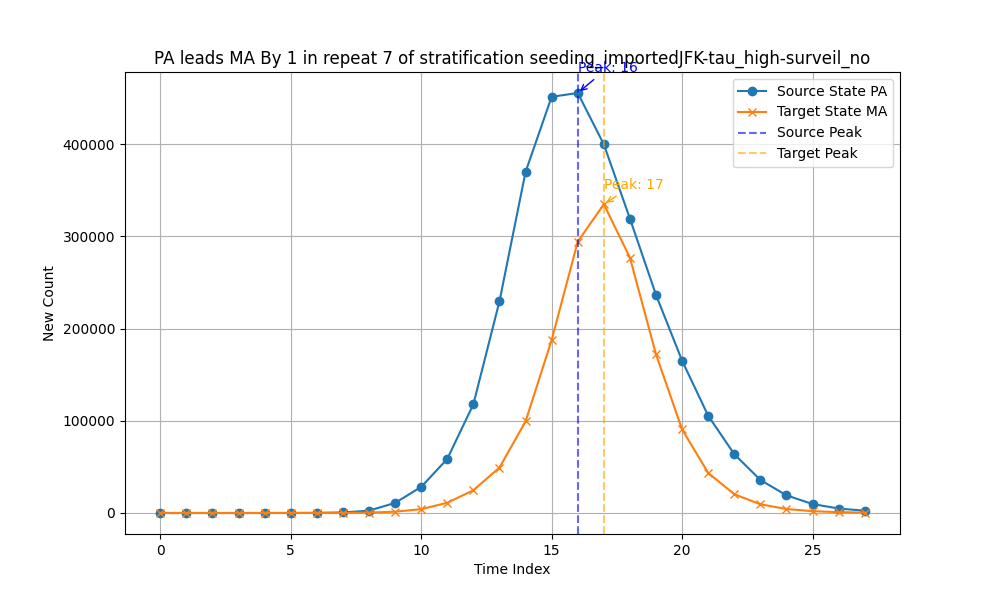 PA leads MA By 1 in repeat 7 of stratification seeding_importedJFK-tau_high-surveil_no
Peak: 16
Source State PA
Target State MA
Source Peak
Target Peak
Peak: 17
400000
300000
200000
100000
0
New Count
0 5 10 15 20 25
Time Index